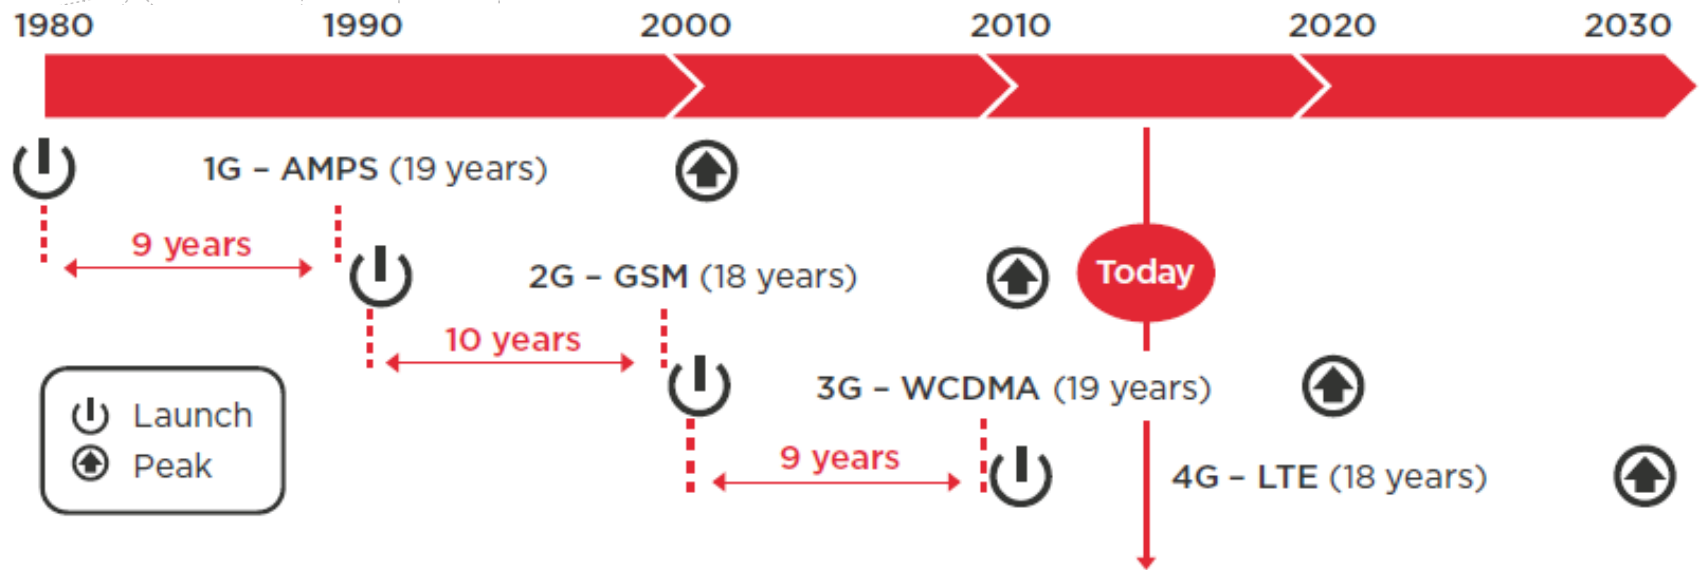 1980 1990 2000 2010 2020 2030
1G – AMPS (19 years)
9 years
2G – GSM (18 years)
Today
10 years
3G – WCDMA (19 years)
Launch
Peak
9 years
4G – LTE (18 years)